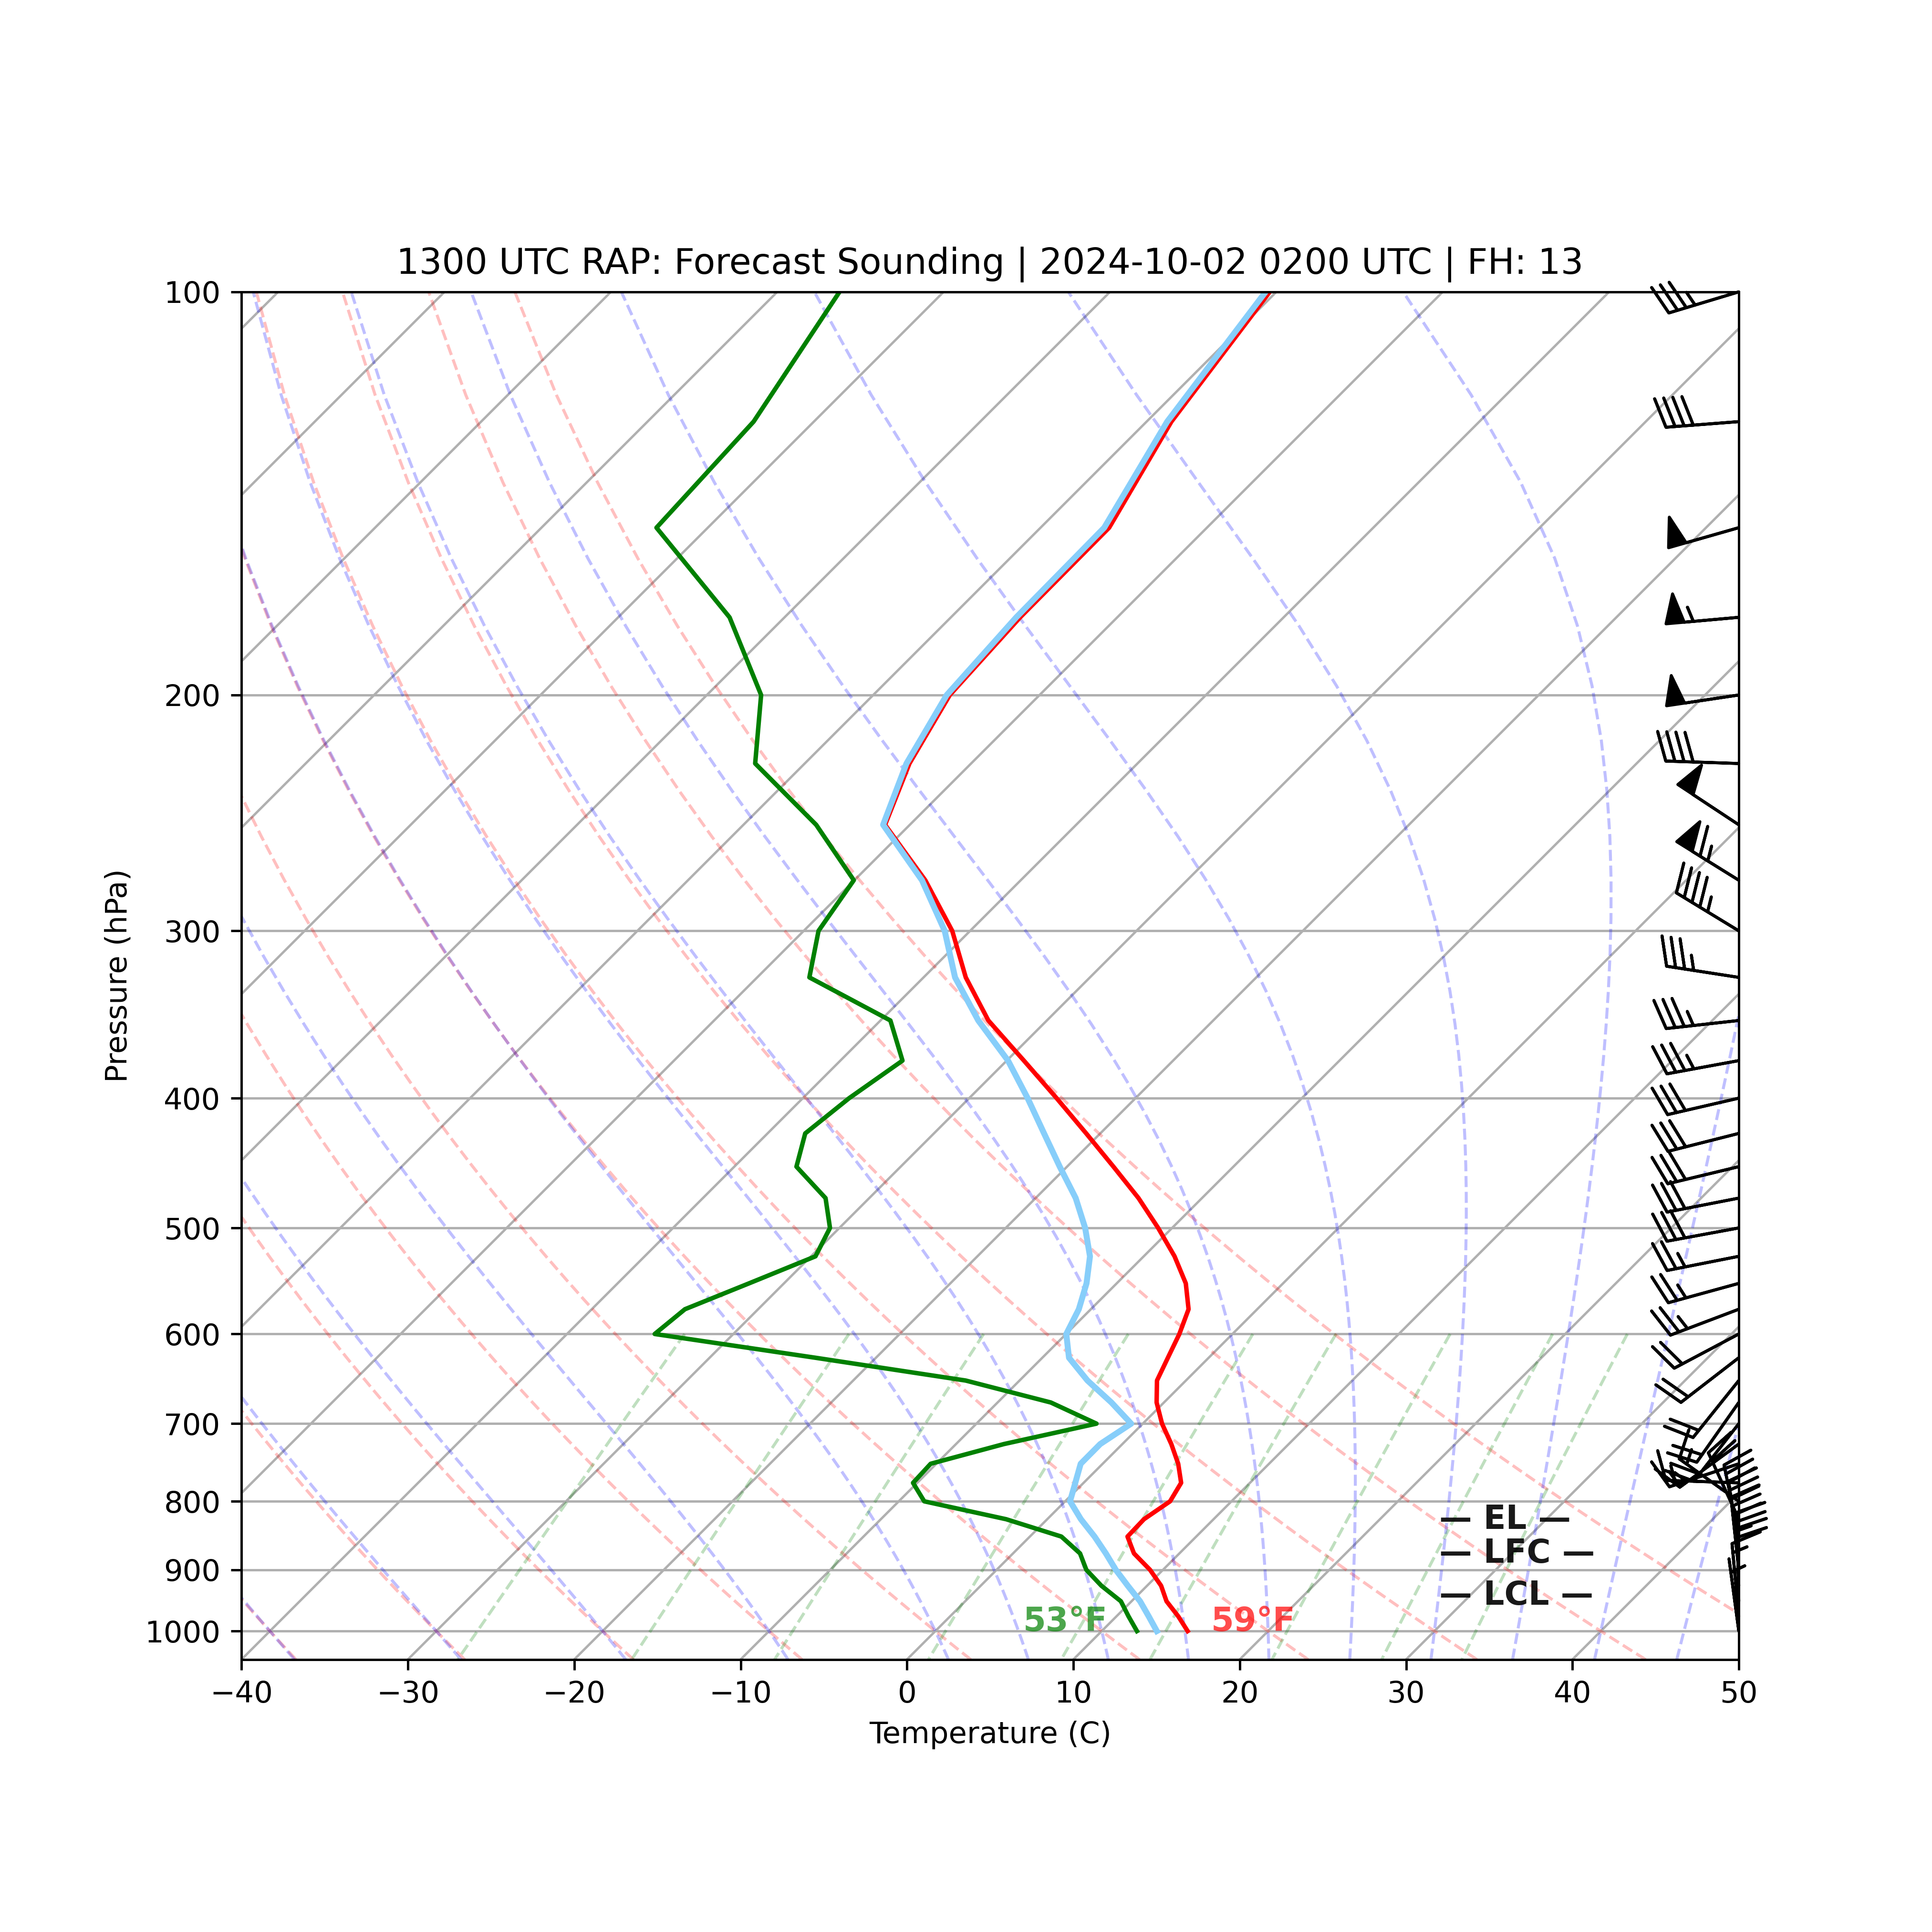 1300 UTC RAP: Forecast Sounding | 2024-10-02 0200 UTC | FH: 13
100
200
300
400
500
600
700
800
900
1000
Pressure (hPa)
— EL —
— LFC —
— LCL —
53°F 59°F
−40 −30 −20 −10 0 10 20 30 40 50
Temperature (C)